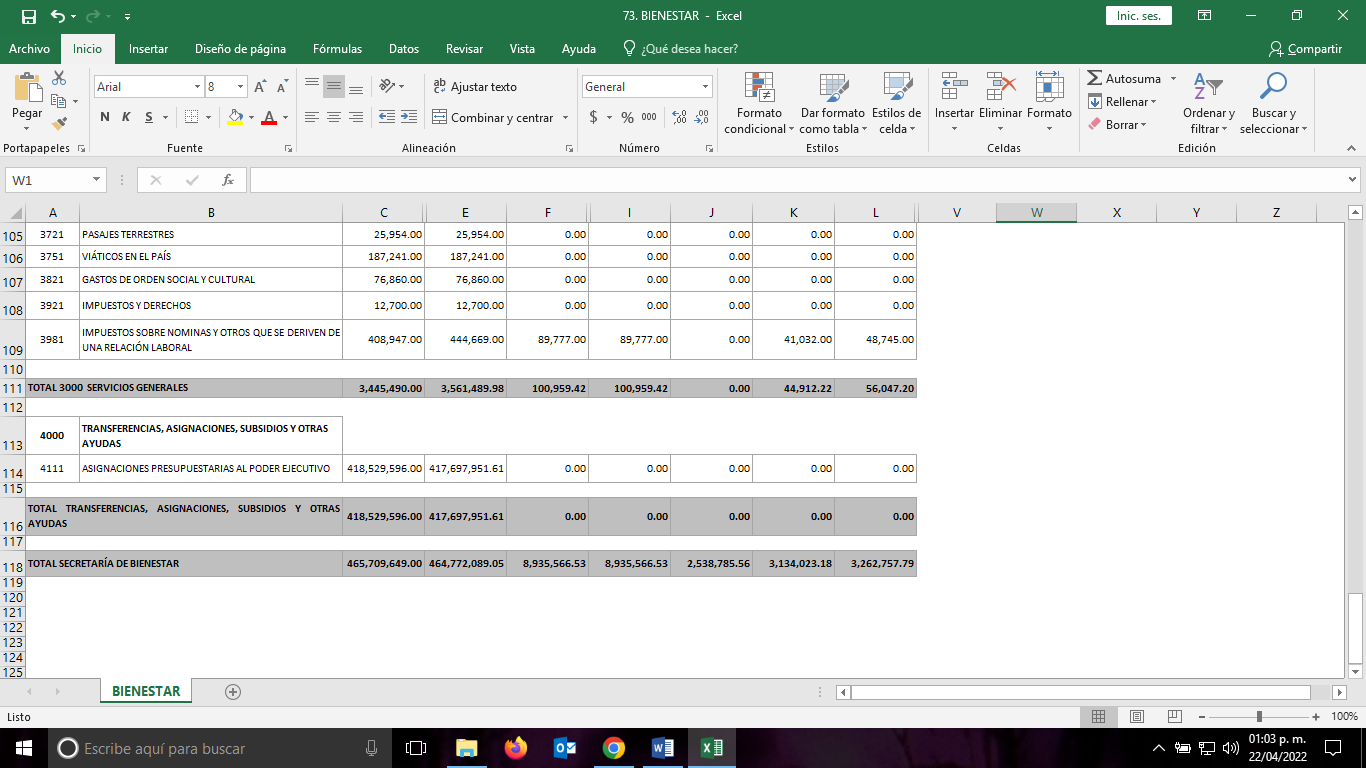 73. BIENESTAR - Excel
Inic. ses.
Archivo Inicio Insertar Diseño de página Fórmulas Datos Revisar Vista Ayuda ¿Qué desea hacer? Compartir
Pegar
Portapapeles
Arial 8
N K S
Fuente
Ajustar texto
Combinar y centrar
Alineación
General
$ % 000
Número
Formato condicional
Dar formato como tabla
Estilos de celda
Estilos
Insertar Eliminar Formato
Celdas
Autosuma
Rellenar
Borrar
Ordenar y filtrar
Buscar y seleccionar
Edición
W1 fx
A B C E F I J K L V W X Y Z
105 3721 PASAJES TERRESTRES 25,954.00 25,954.00 0.00 0.00 0.00 0.00 0.00
106 3751 VIÁTICOS EN EL PAÍS 187,241.00 187,241.00 0.00 0.00 0.00 0.00 0.00
107 3821 GASTOS DE ORDEN SOCIAL Y CULTURAL 76,860.00 76,860.00 0.00 0.00 0.00 0.00 0.00
108 3921 IMPUESTOS Y DERECHOS 12,700.00 12,700.00 0.00 0.00 0.00 0.00 0.00
109 3981 IMPUESTOS SOBRE NOMINAS Y OTROS QUE SE DERIVEN DE
UNA RELACIÓN LABORAL 408,947.00 444,669.00 89,777.00 89,777.00 0.00 41,032.00 48,745.00
110
111 TOTAL 3000 SERVICIOS GENERALES 3,445,490.00 3,561,489.98 100,959.42 100,959.42 0.00 44,912.22 56,047.20
112
113 4000 TRANSFERENCIAS, ASIGNACIONES, SUBSIDIOS Y OTRAS
AYUDAS
114 4111 ASIGNACIONES PRESUPUESTARIAS AL PODER EJECUTIVO 418,529,596.00 417,697,951.61 0.00 0.00 0.00 0.00 0.00
115
116 TOTAL TRANSFERENCIAS, ASIGNACIONES, SUBSIDIOS Y OTRAS
AYUDAS 418,529,596.00 417,697,951.61 0.00 0.00 0.00 0.00 0.00
117
118 TOTAL SECRETARÍA DE BIENESTAR 465,709,649.00 464,772,089.05 8,935,566.53 8,935,566.53 2,538,785.56 3,134,023.18 3,262,757.79
119
120
121
122
123
124
125
BIENESTAR
Listo 100%
Escribe aquí para buscar
01:03 p. m.
22/04/2022